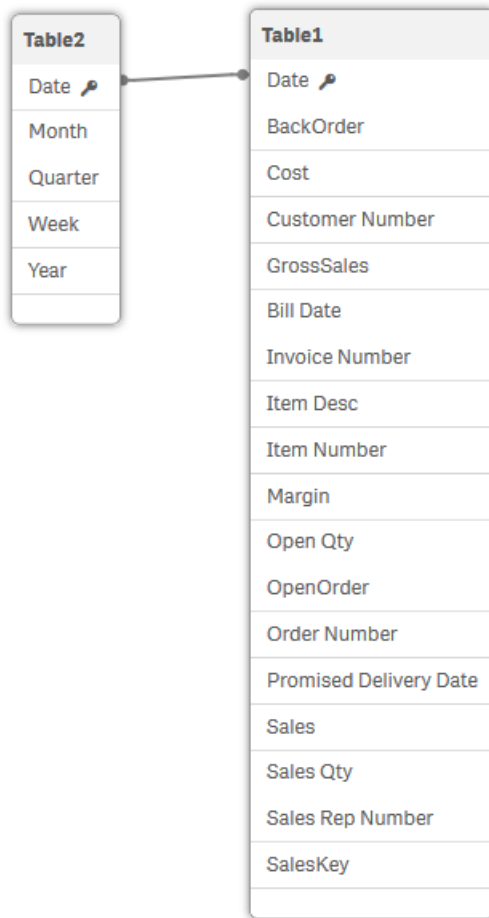 Table2
Date
Month
Quarter
Week
Year
Table1
Date
BackOrder
Cost
Customer Number
GrossSales
Bill Date
Invoice Number
Item Desc
Item Number
Margin
Open Qty
OpenOrder
Order Number
Promised Delivery Date
Sales
Sales Qty
Sales Rep Number
SalesKey